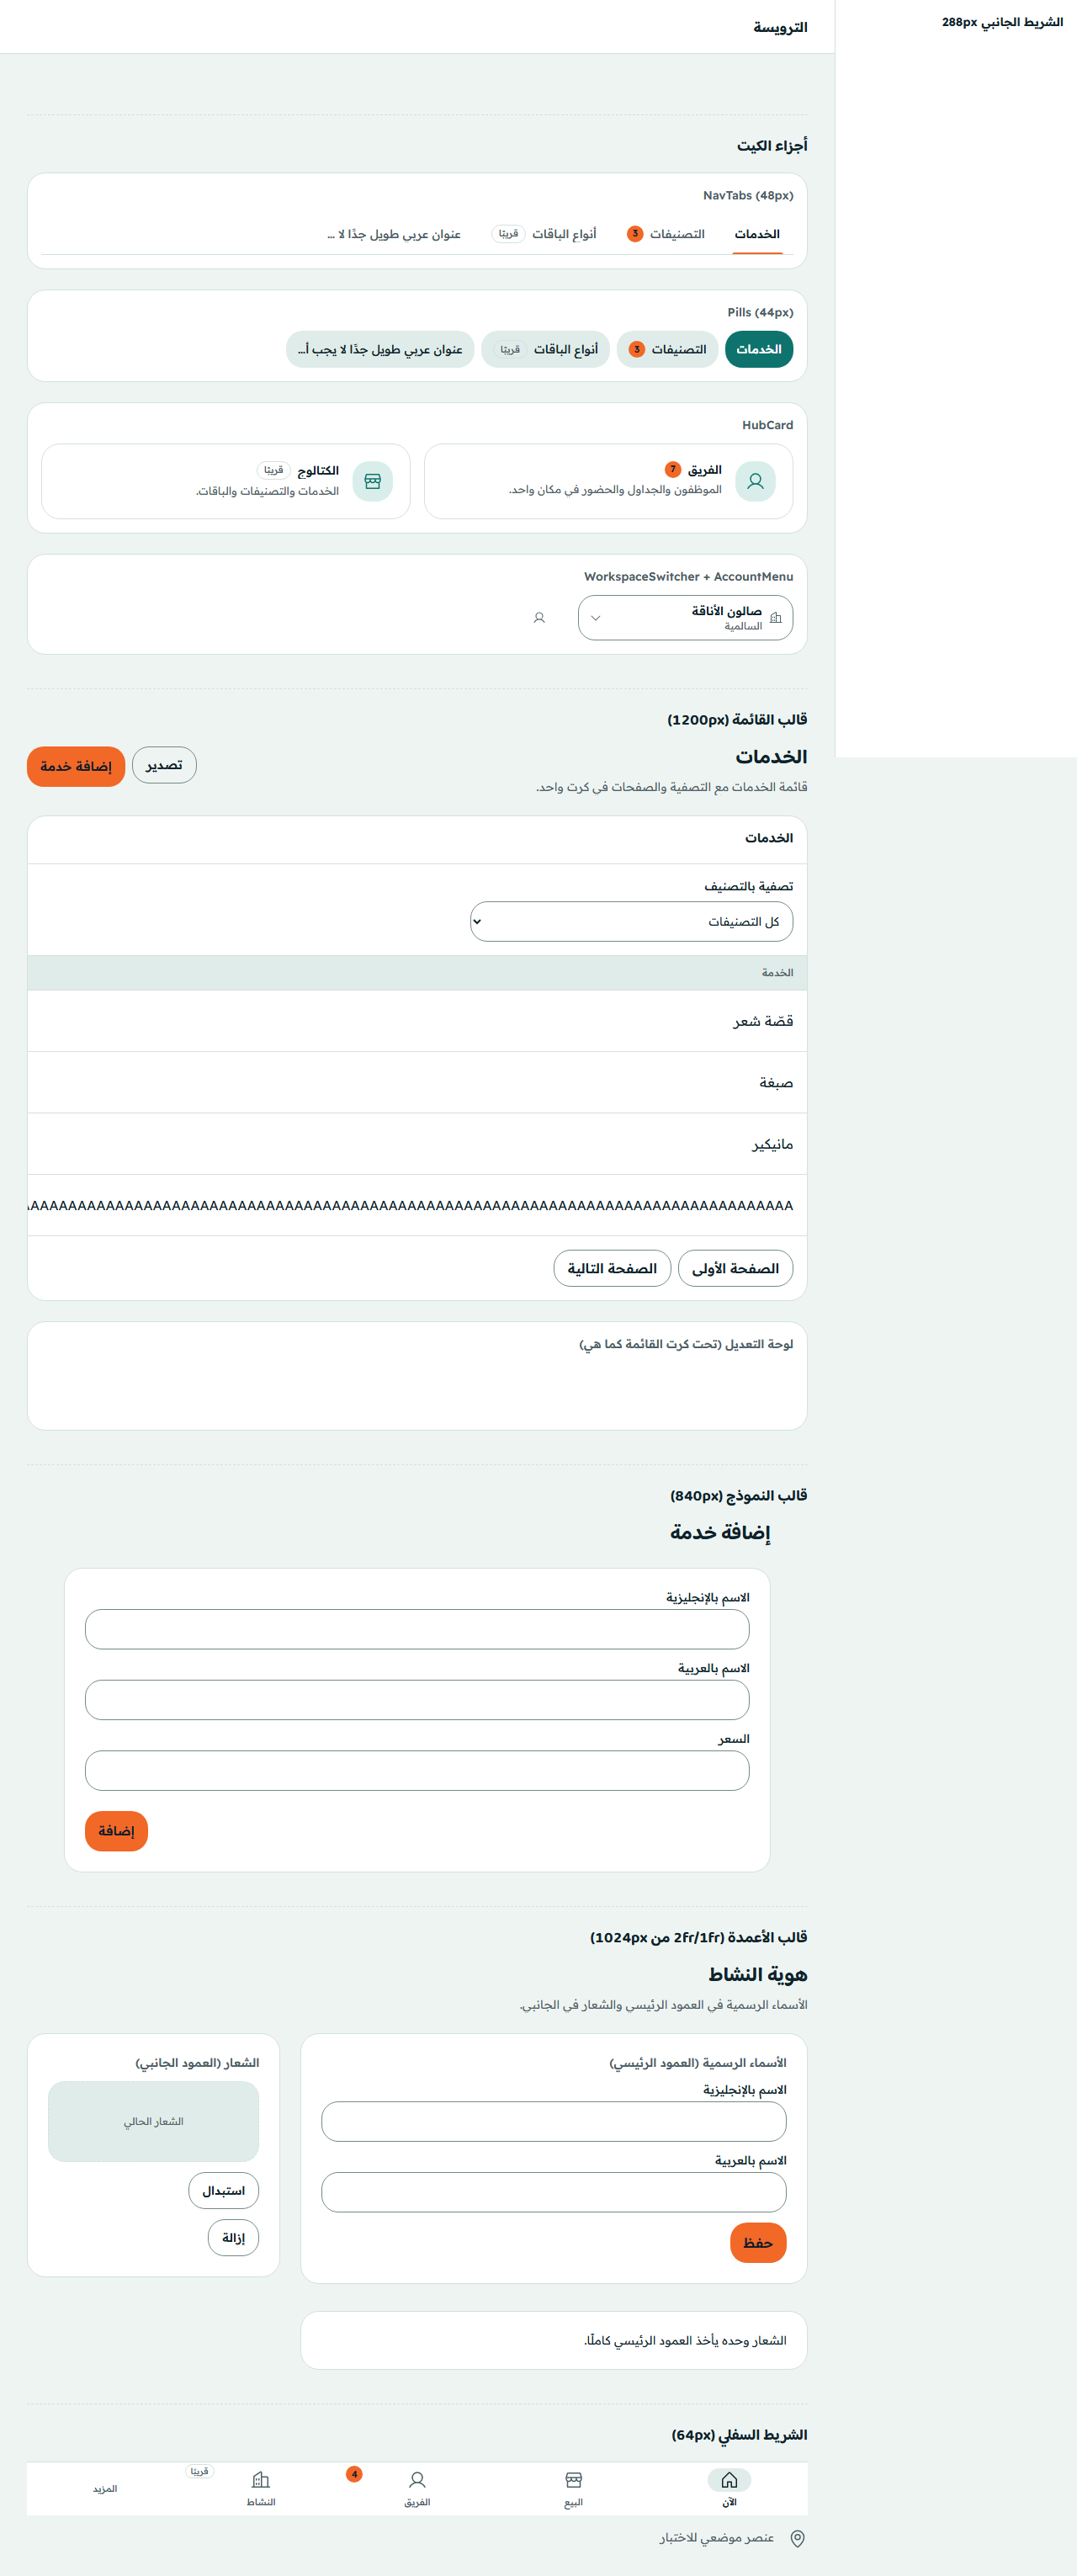 الشريط الجانبي 288px
الترويسة
أجزاء الكيت
NavTabs (48px)
الخدمات
التصنيفات 3
أنواع الباقات قريبًا
عنوان عربي طويل جدًا لا ...
Pills (44px)
الخدمات
التصنيفات 3
أنواع الباقات قريبًا
عنوان عربي طويل جدًا لا يجب أ...
HubCard
الفريق 7
الموظفون والجداول والحضور في مكان واحد.
الكتالوج قريبًا
الخدمات والتصنيفات والباقات.
WorkspaceSwitcher + AccountMenu
صالون الأناقة
السالمية
قالب القائمة (1200px)
الخدمات
قائمة الخدمات مع التصفية والصفحات في كرت واحد.
تصدير
إضافة خدمة
الخدمات
تصفية بالتصنيف
كل التصنيفات
الخدمة
قصّة شعر
صبغة
مانيكير
AAAAAAAAAAAAAAAAAAAAAAAAAAAAAAAAAAAAAAAAAAAAAAAAAAAAAAAAAAAAAAAAAAAAAAAAAAAAAAAA
الصفحة الأولى
الصفحة التالية
لوحة التعديل (تحت كرت القائمة كما هي)
قالب النموذج (840px)
إضافة خدمة
الاسم بالإنجليزية
الاسم بالعربية
السعر
إضافة
قالب الأعمدة (2fr/1fr من 1024px)
هوية النشاط
الأسماء الرسمية في العمود الرئيسي والشعار في الجانبي.
الأسماء الرسمية (العمود الرئيسي)
الاسم بالإنجليزية
الاسم بالعربية
حفظ
الشعار (العمود الجانبي)
الشعار الحالي
استبدال
إزالة
الشعار وحده يأخذ العمود الرئيسي كاملًا.
الشريط السفلي (64px)
الآن
البيع
الفريق 4
النشاط قريبًا
المزيد
عنصر موضعي للاختبار